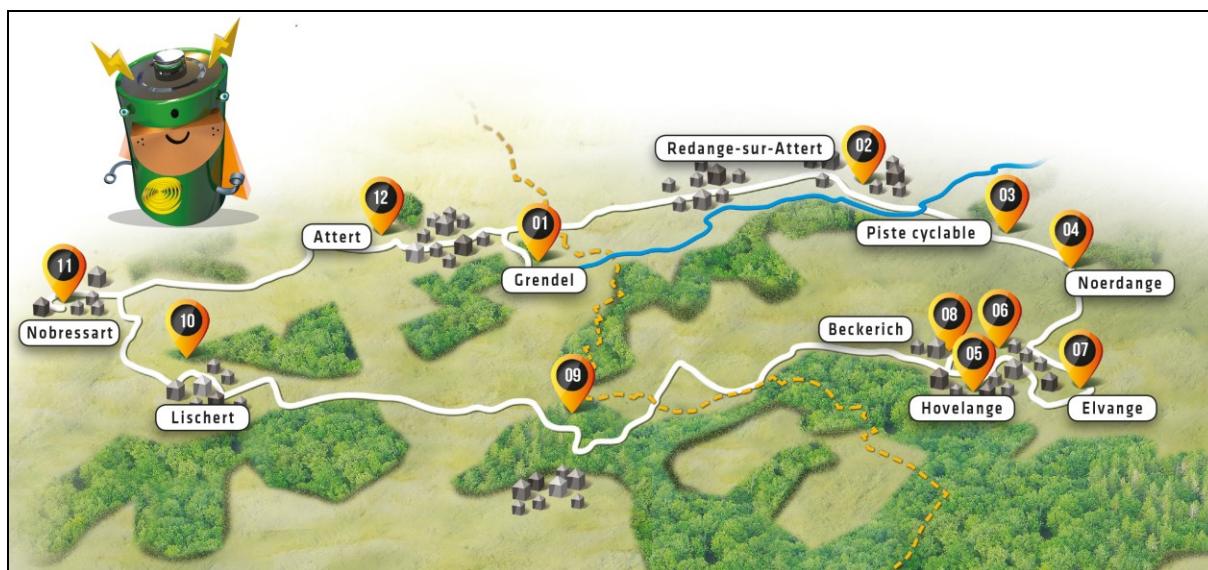 Redange-sur-Attert
02
12
01
03
04
Attert
Piste cyclable
11
Grendel
Noerdange
10
08
06
Nobressart
Beckerich
05
07
09
Lischert
Hovelange
Elvange